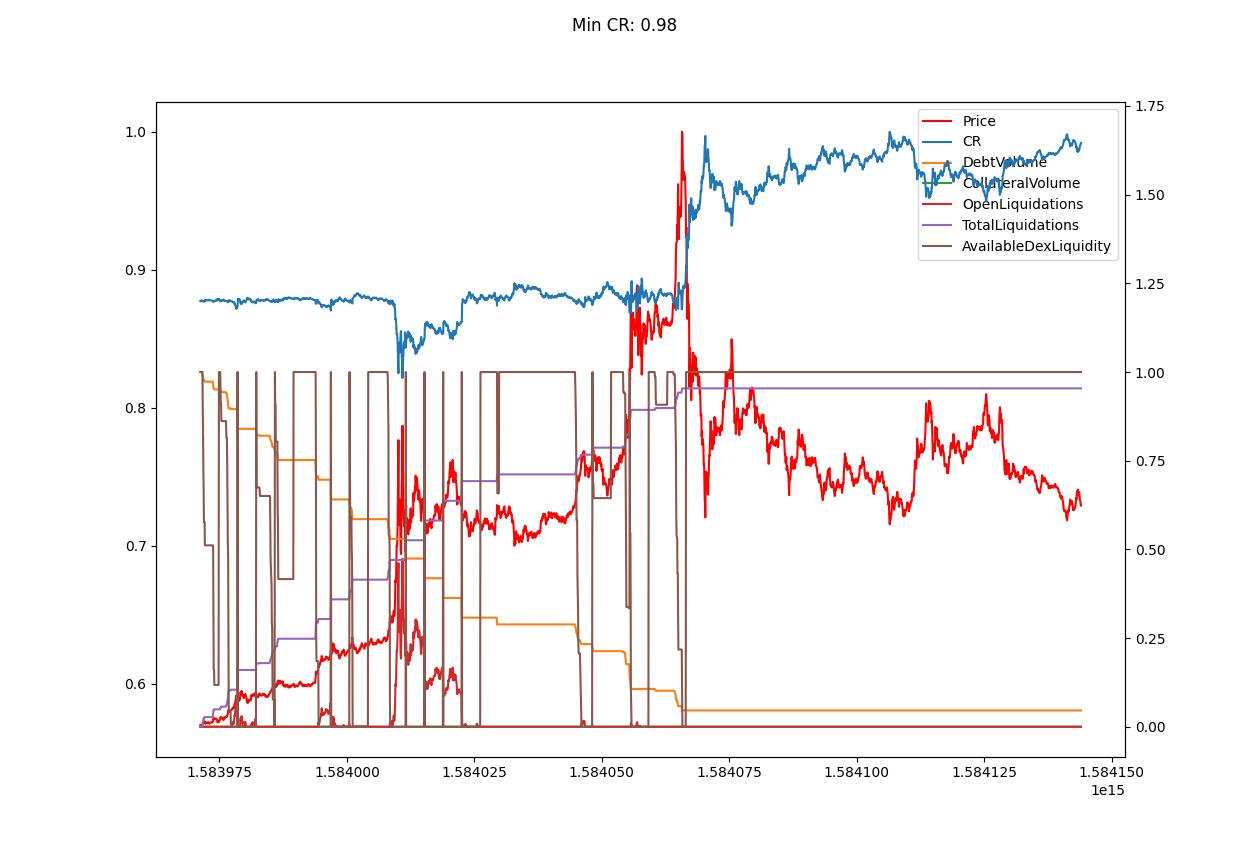 Min CR: 0.98
1.0
0.9
0.8
0.7
0.6
1.75
1.50
1.25
1.00
0.75
0.50
0.25
0.00
Price
CR
DebtVolume
CollateralVolume
OpenLiquidations
TotalLiquidations
AvailableDexLiquidity
1.583975 1.584000 1.584025 1.584050 1.584075 1.584100 1.584125 1.584150
1e15